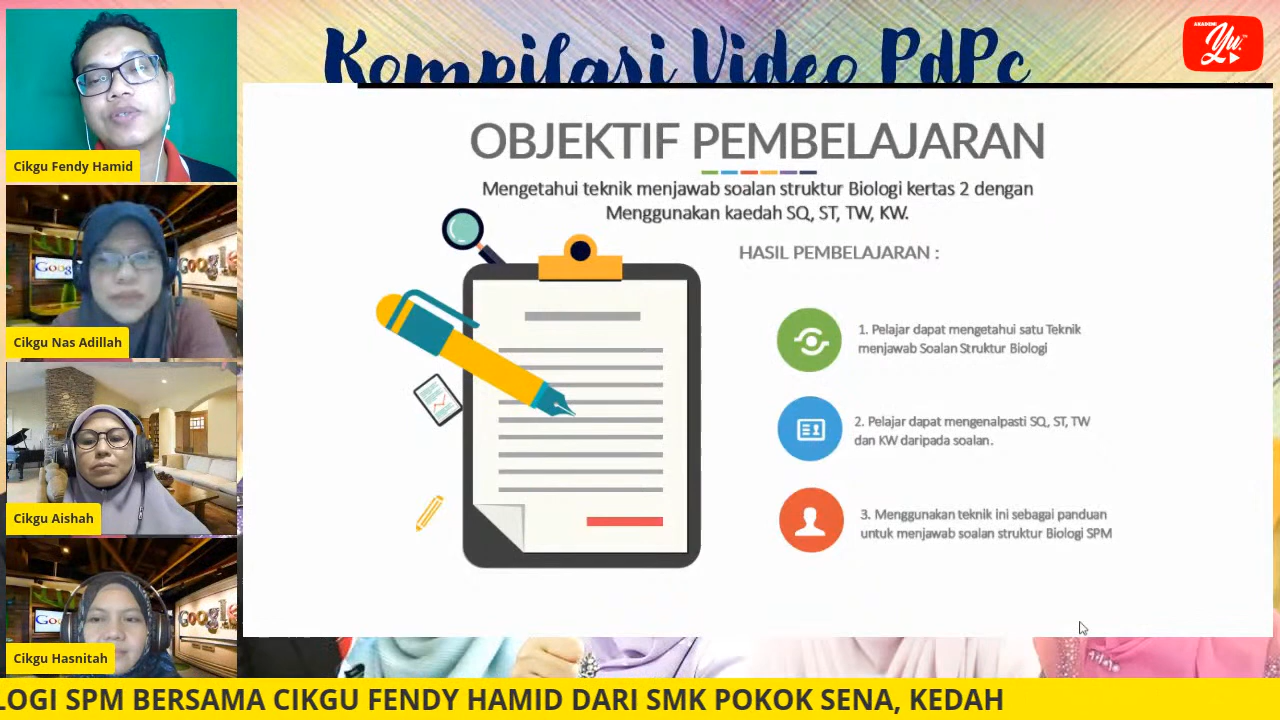 Kompilasi Video PdPc
AKADEMI
Yu
Cikgu Fendy Hamid
Cikgu Nas Adillah
Cikgu Aishah
Cikgu Hasnitah
Goog
Google
OBJEKTIF PEMBELAJARAN
Mengetahui teknik menjawab soalan struktur Biologi kertas 2 dengan
Menggunakan kaedah SQ, ST, TW, KW.
HASIL PEMBELAJARAN :
1. Pelajar dapat mengetahui satu Teknik
menjawab Soalan Struktur Biologi
2. Pelajar dapat mengenalpasti SQ, ST, TW
dan KW daripada soalan.
3. Menggunakan teknik ini sebagai panduan
untuk menjawab soalan struktur Biologi SPM
LOGI SPM BERSAMA CIKGU FENDY HAMID DARI SMK POKOK SENA, KEDAH